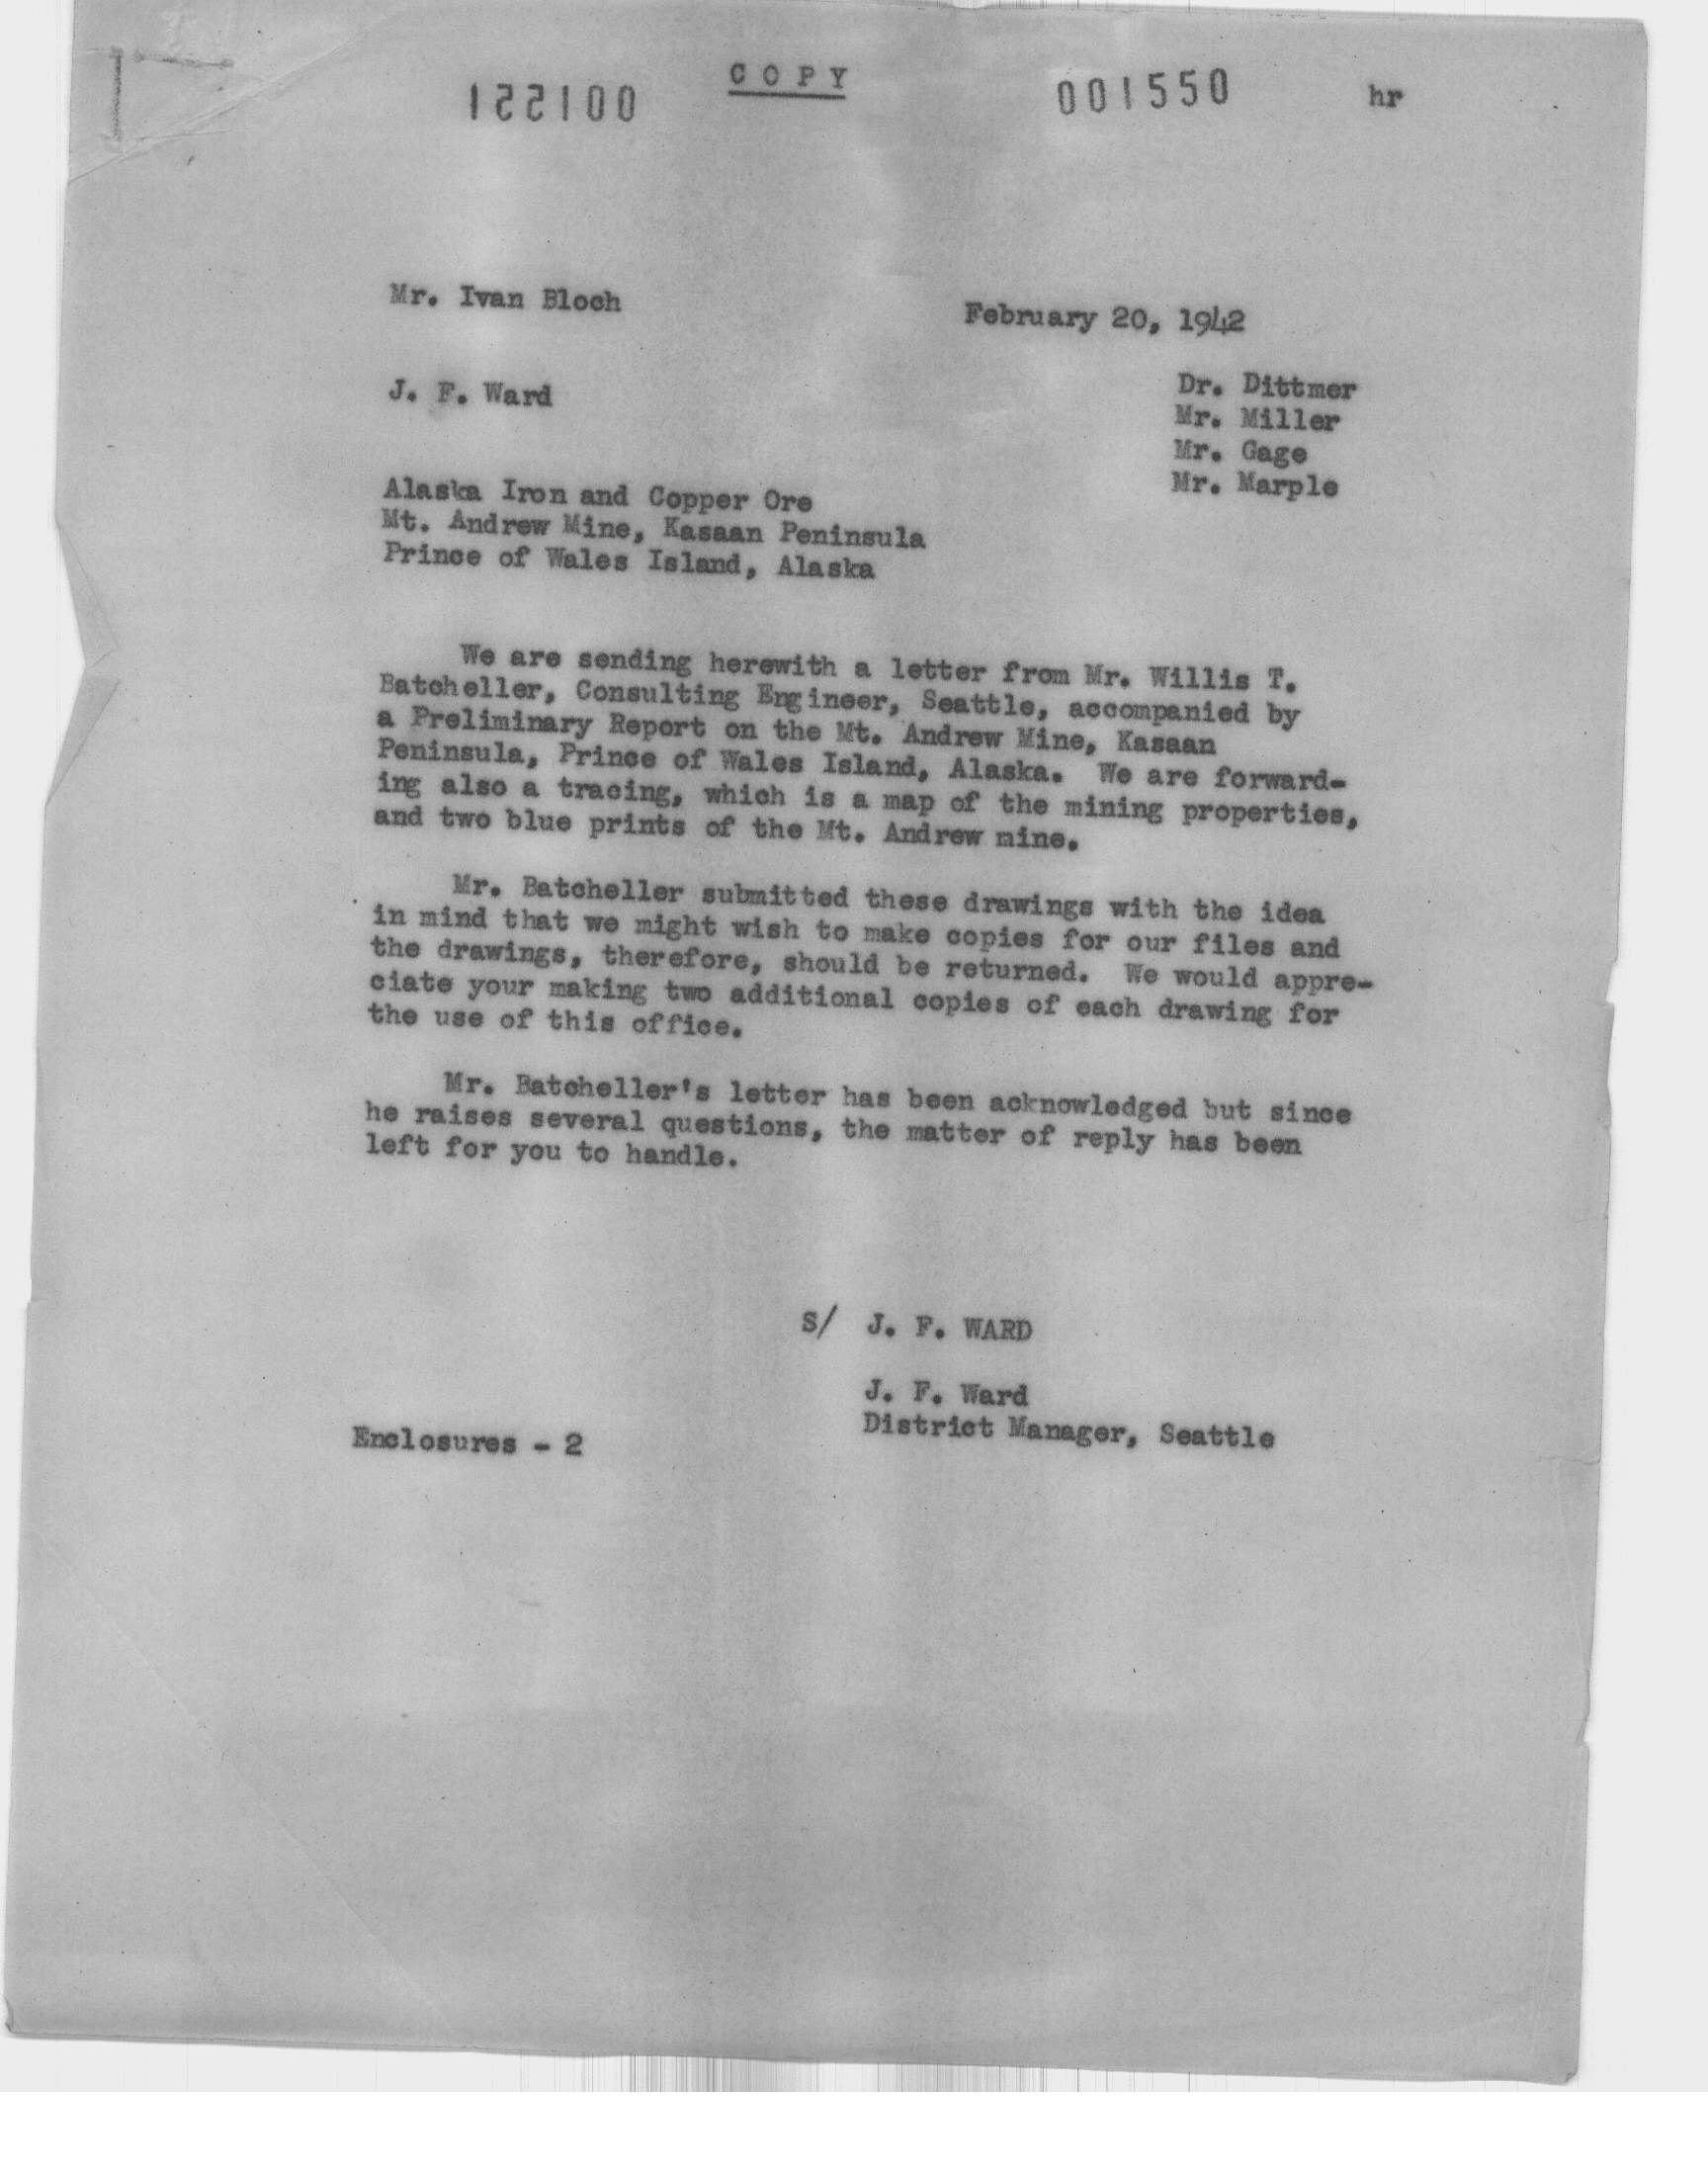 COPY
001221
001550
hr
Mr. Ivan Bloch
February 20, 1942
J. F. Ward
Dr. Dittmer
Mr. Miller
Mr. Gage
Mr. Marple
Alaska Iron and Copper Ore
Mt. Andrew Mine, Kasaan Peninsula
Prince of Wales Island, Alaska
We are sending herewith a letter from Mr. Willis T.
Batcheller, Consulting Engineer, Seattle, accompanied by
a Preliminary Report on the Mt. Andrew Mine, Kasaan
Peninsula, Prince of Wales Island, Alaska. We are forward-
ing also a tracing, which is a map of the mining properties,
and two blue prints of the Mt. Andrew mine.
Mr. Batcheller submitted these drawings with the idea
in mind that we might wish to make copies for our files and
the drawings, therefore, should be returned. We would appre-
ciate your making two additional copies of each drawing for
the use of this office.
Mr. Batcheller's letter has been acknowledged but since
he raises several questions, the matter of reply has been
left for you to handle.
S/ J. F. WARD
J. F. Ward
District Manager, Seattle
Enclosures - 2